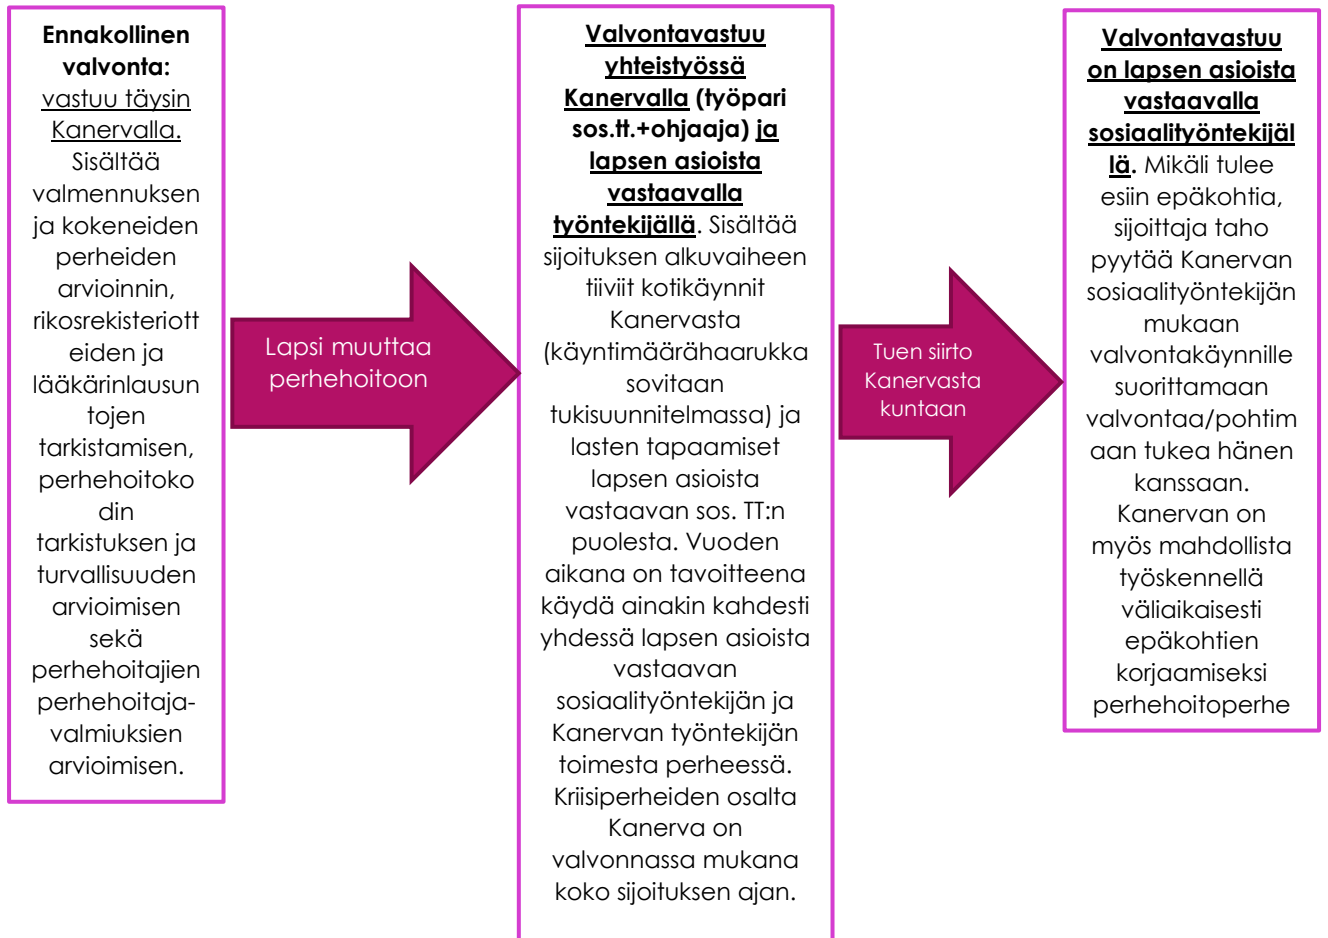 Ennakollinen
valvonta:
vastuu täysin
Kanervalla.
Sisältää
valmennuksen
ja kokeneiden
perheiden
arvioinnin,
rikosrekisteriott
eiden ja
lääkärinlausun
tojen
tarkistamisen,
perhehoitoko
din
tarkistuksen ja
turvallisuuden
arvioimisen
sekä
perhehoitajien
perhehoitaja-
valmiuksien
arvioimisen.
Lapsi muuttaa
perhehoitoon
Valvontavastuu
yhteistyössä
Kanervalla (työpari
sos.tt.+ohjaaja) ja
lapsen asioista
vastaavalla
työntekijällä. Sisältää
sijoituksen alkuvaiheen
tiiviit kotikäynnit
Kanervasta
(käyntimäärähaarukka
sovitaan
tukisuunnitelmassa) ja
lasten tapaamiset
lapsen asioista
vastaavan sos. TT:n
puolesta. Vuoden
aikana on tavoitteena
käydä ainakin kahdesti
yhdessä lapsen asioista
vastaavan
sosiaalityöntekijän ja
Kanervan työntekijän
toimesta perheessä.
Kriisiperheiden osalta
Kanerva on
valvonnassa mukana
koko sijoituksen ajan.
Tuen siirto
Kanervasta
kuntaan
Valvontavastuu
on lapsen asioista
vastaavalla
sosiaalityöntekijäl
lä. Mikäli tulee
esiin epäkohtia,
sijoittaja taho
pyytää Kanervan
sosiaalityöntekijän
mukaan
valvontakäynnille
suorittamaan
valvontaa/pohtim
aan tukea hänen
kanssaan.
Kanervan on
myös mahdollista
työskennellä
väliaikaisesti
epäkohtien
korjaamiseksi
perhehoitoperhe